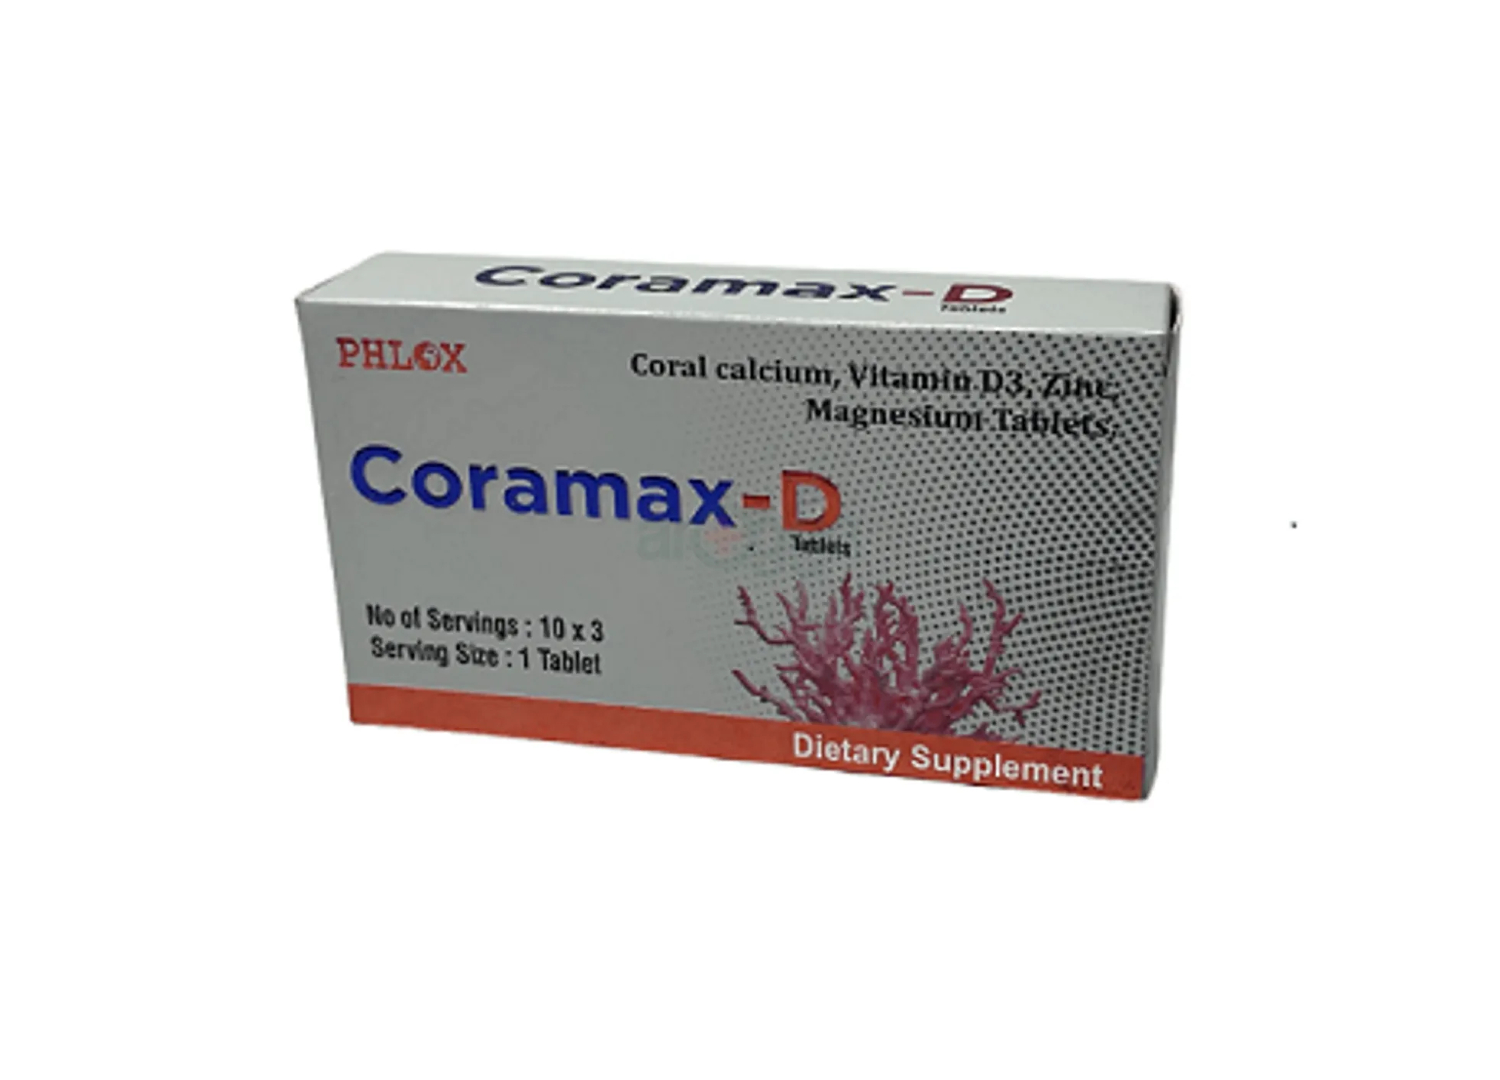 Coramax-D
Tablets
PHLOX
Coral calcium, Vitamin D3, Zinc,
Magnesium Tablets,
Coramax-D
Tablets
No of Servings : 10 x 3
Serving Size : 1 Tablet
Dietary Supplement